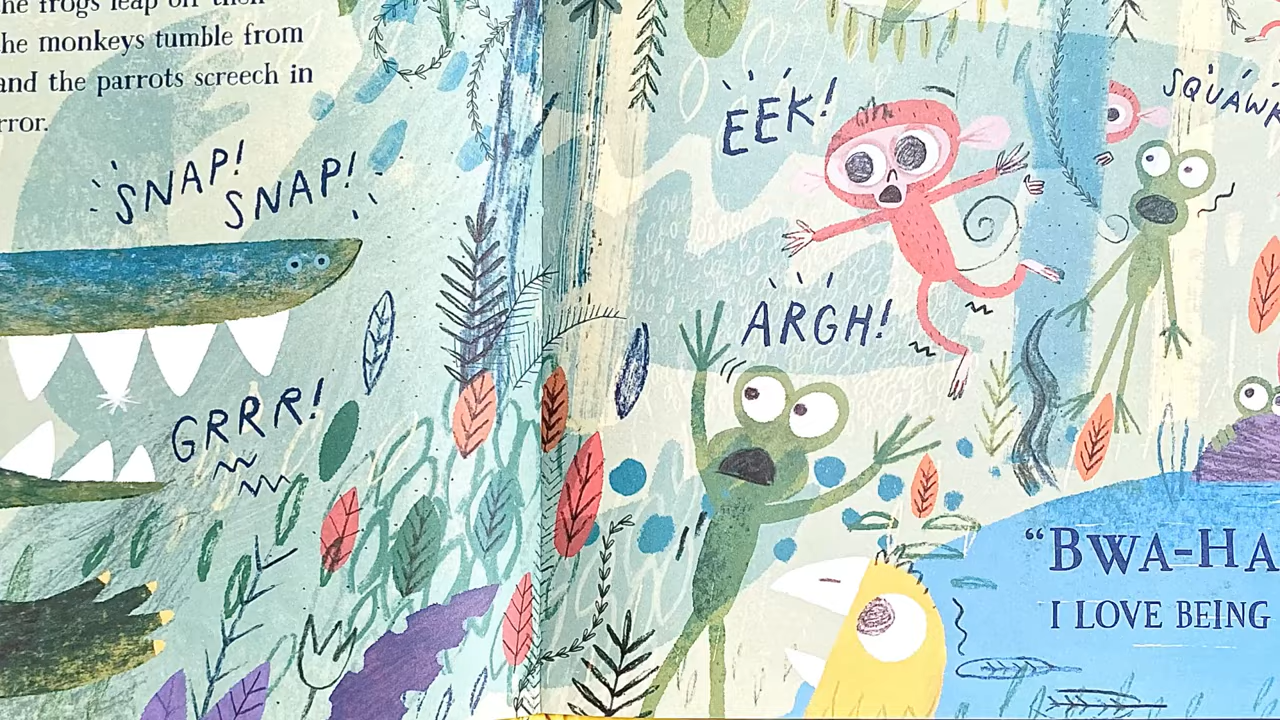 he frogs leap off their
he monkeys tumble from
and the parrots screech in
rror.
SNAP!
SNAP!
GRRR!
EEK!
SQUAWK
ARGH!
"BWA-HA
I LOVE BEING